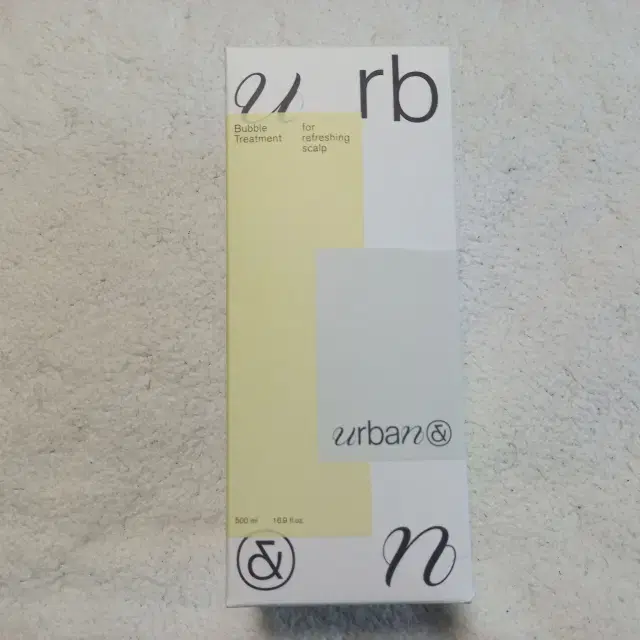 u rb
Bubble for
Treatment refreshing
scalp
urban&
500 ml 16.9 fl.oz.
& n